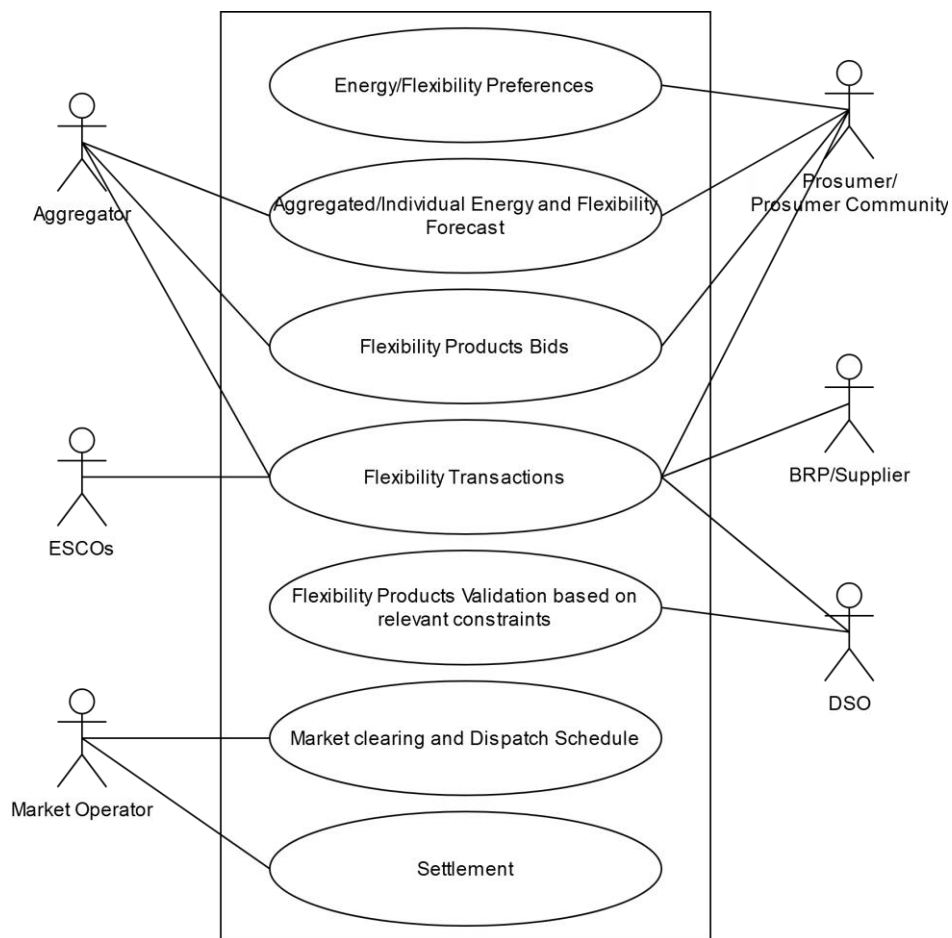 Energy/Flexibility Preferences
Aggregator
Prosumer/
Prosumer Community
Aggregated/Individual Energy and Flexibility
Forecast
Flexibility Products Bids
BRP/Supplier
Flexibility Transactions
ESCOs
Flexibility Products Validation based on
relevant constraints
DSO
Market clearing and Dispatch Schedule
Market Operator
Settlement